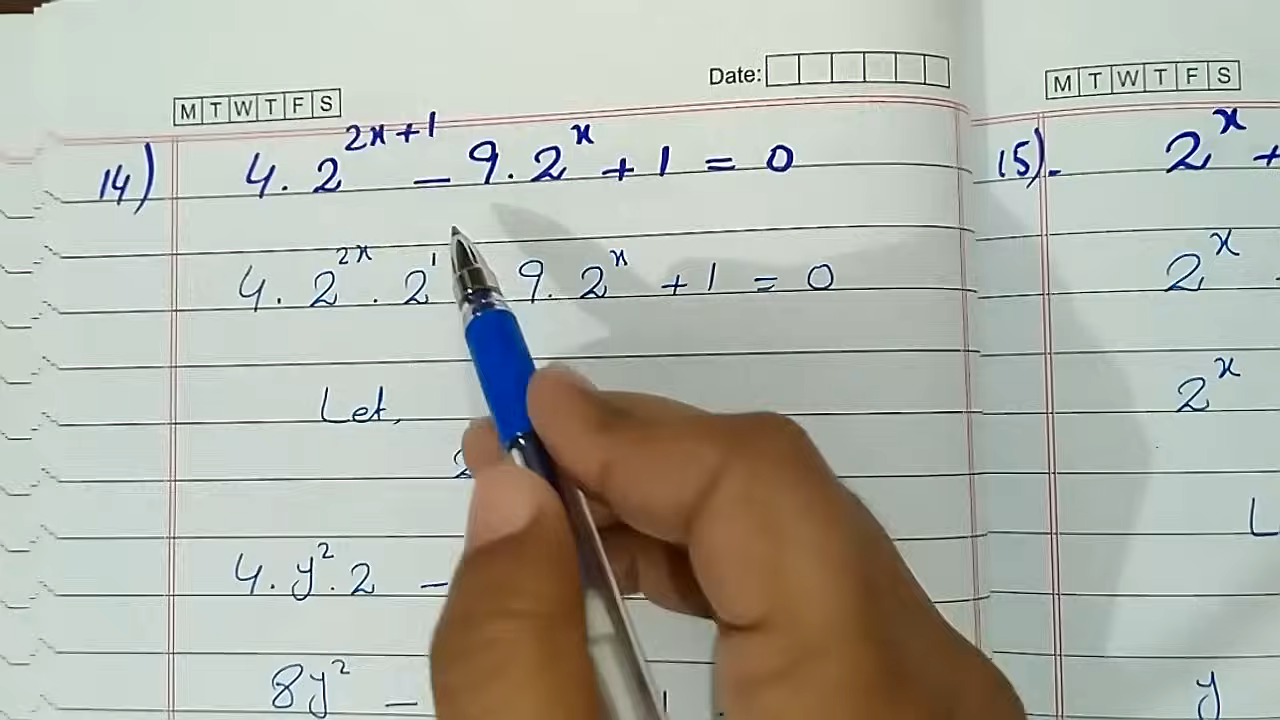 Date:
M T W T F S
14) 4. 2^{2x+1} - 9. 2^x + 1 = 0
4. 2^{2x} . 2^1 9. 2^x + 1 = 0
Let,
4. y^2. 2 -
8y^2 -
M T W T F S
15). 2^x +
2^x
2^x
L
y